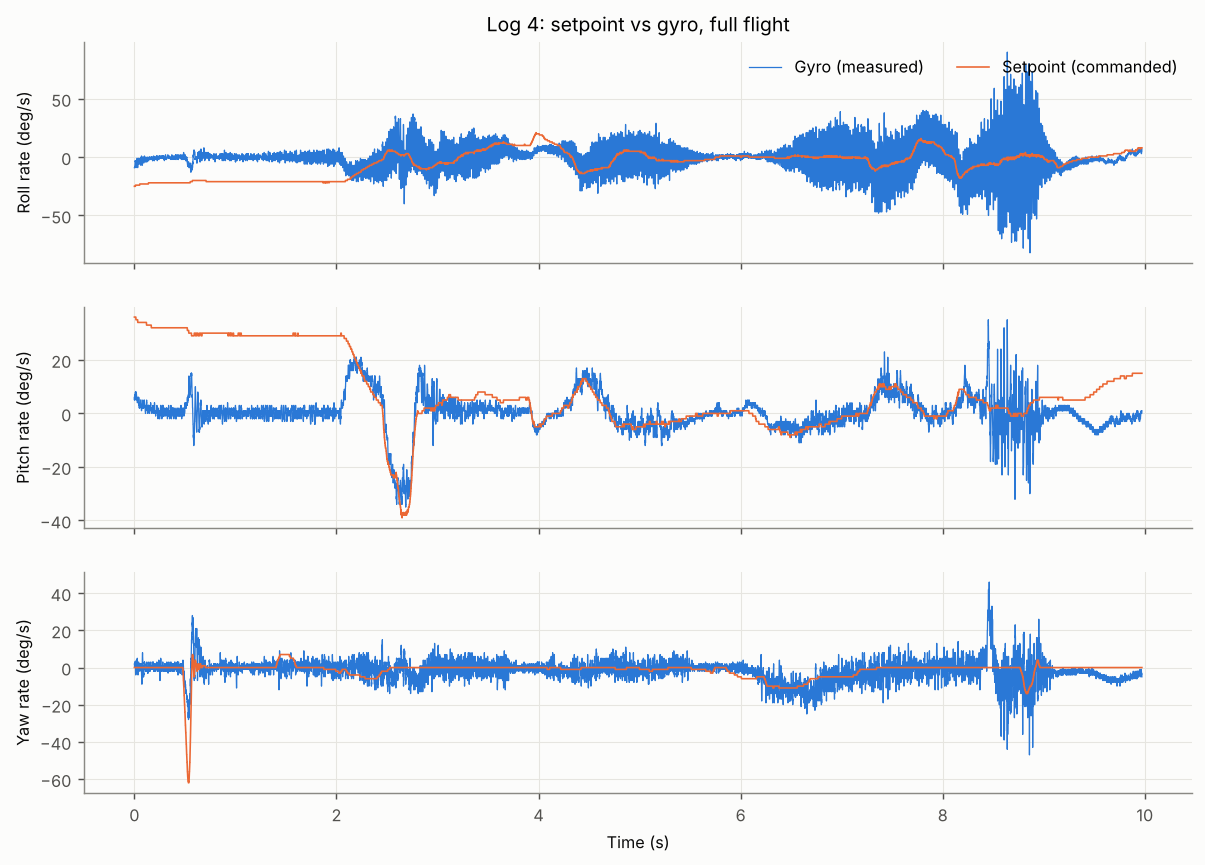 Log 4: setpoint vs gyro, full flight
Gyro (measured) Setpoint (commanded)
Roll rate (deg/s)
50
0
−50
Pitch rate (deg/s)
20
0
−20
−40
Yaw rate (deg/s)
40
20
0
−20
−40
−60
0 2 4 6 8 10
Time (s)